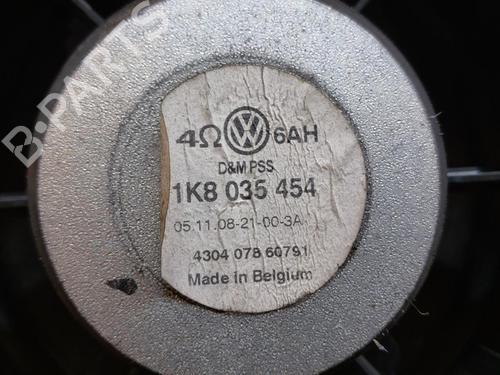 4Ω VW 6AH
D&M PSS
1K8 035 454
05.11.08-21-00-3A
4304 078 60791
Made in Belgium
B-PARTS